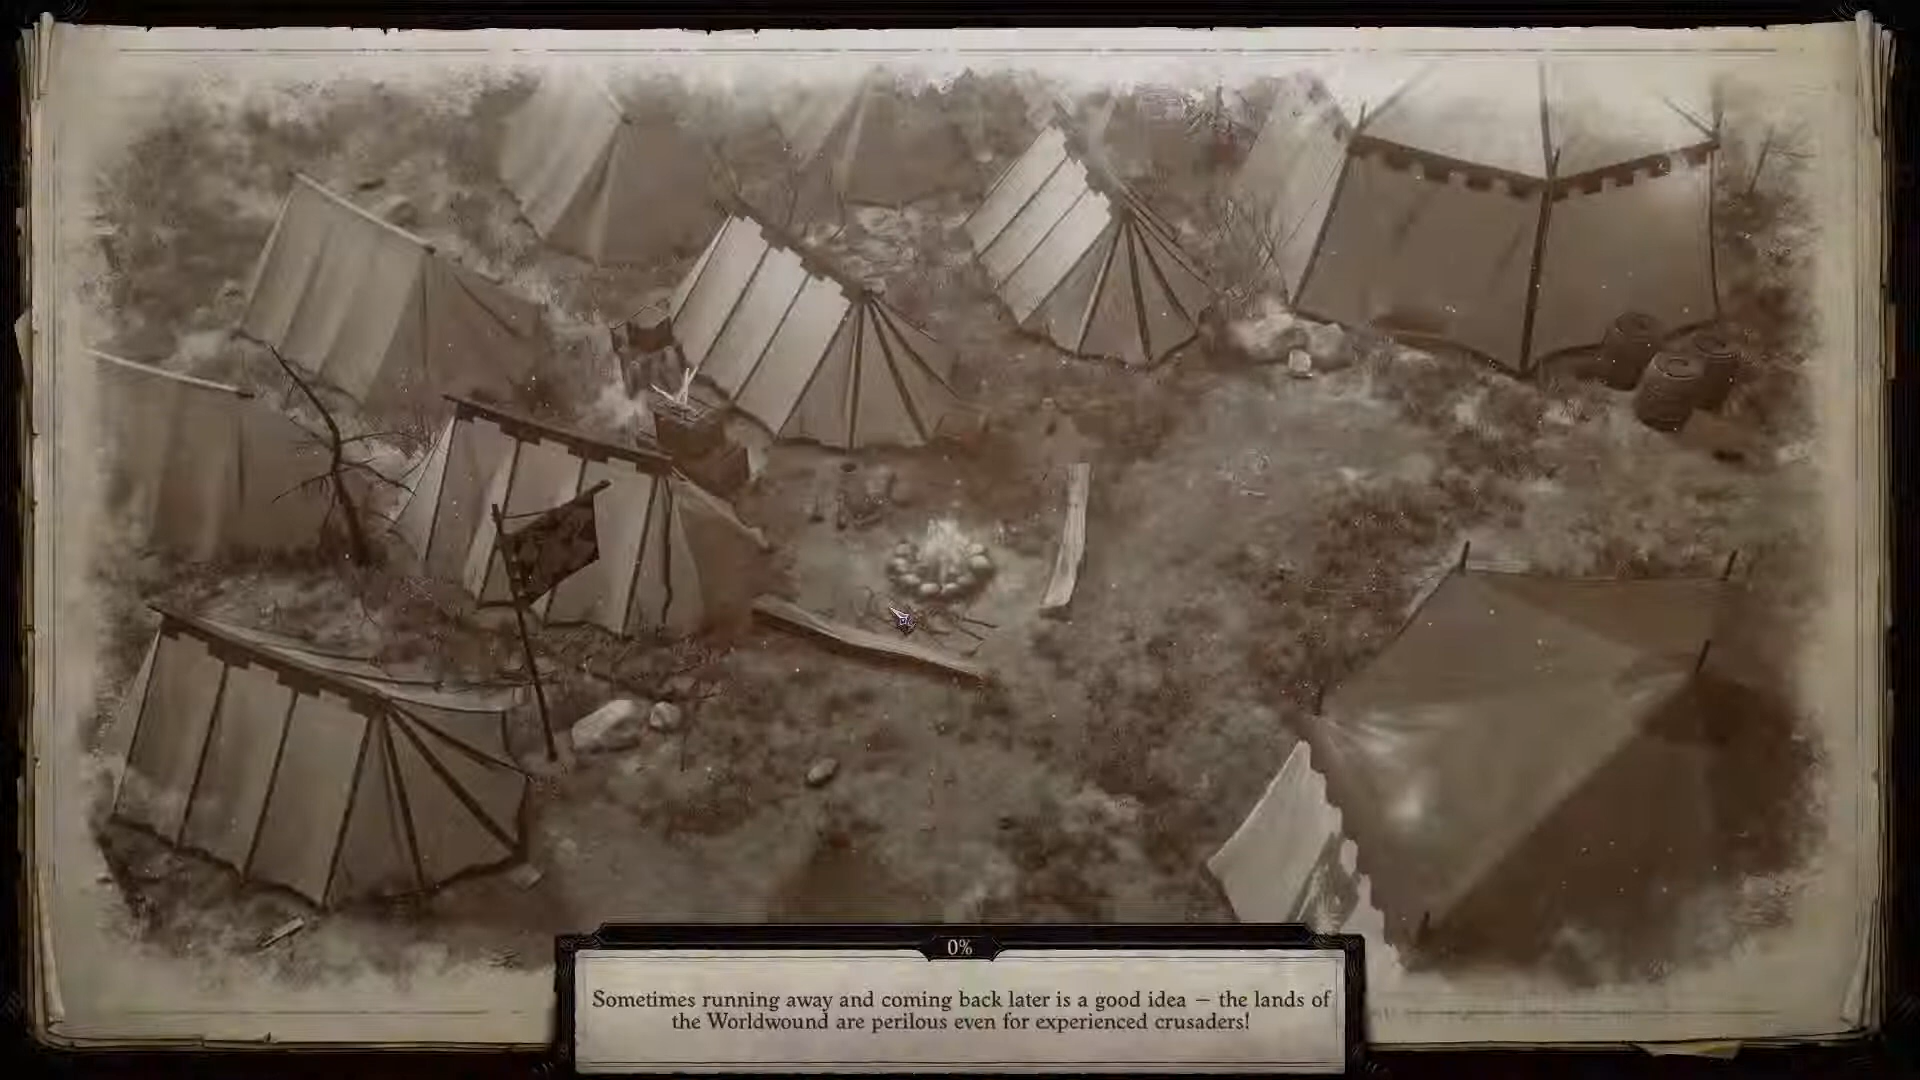 0%
Sometimes running away and coming back later is a good idea – the lands of
the Worldwound are perilous even for experienced crusaders!